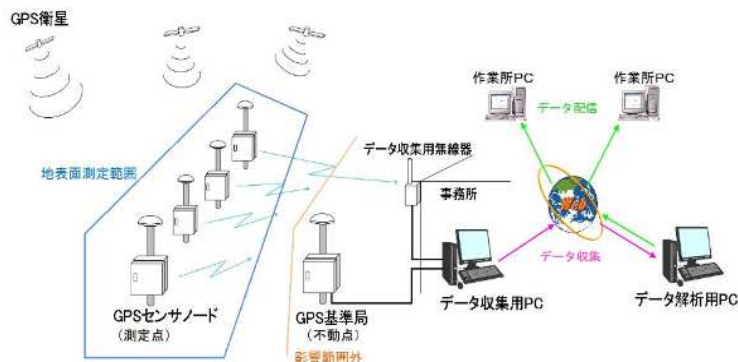 GPS衛星
作業所PC
作業所PC
データ配信
データ収集用無線器
地表面測定範囲
事務所
Web
データ収集
GPSセンサノード
(測定点)
GPS基準局
(不動点)
データ収集用PC
データ解析用PC
影響範囲外